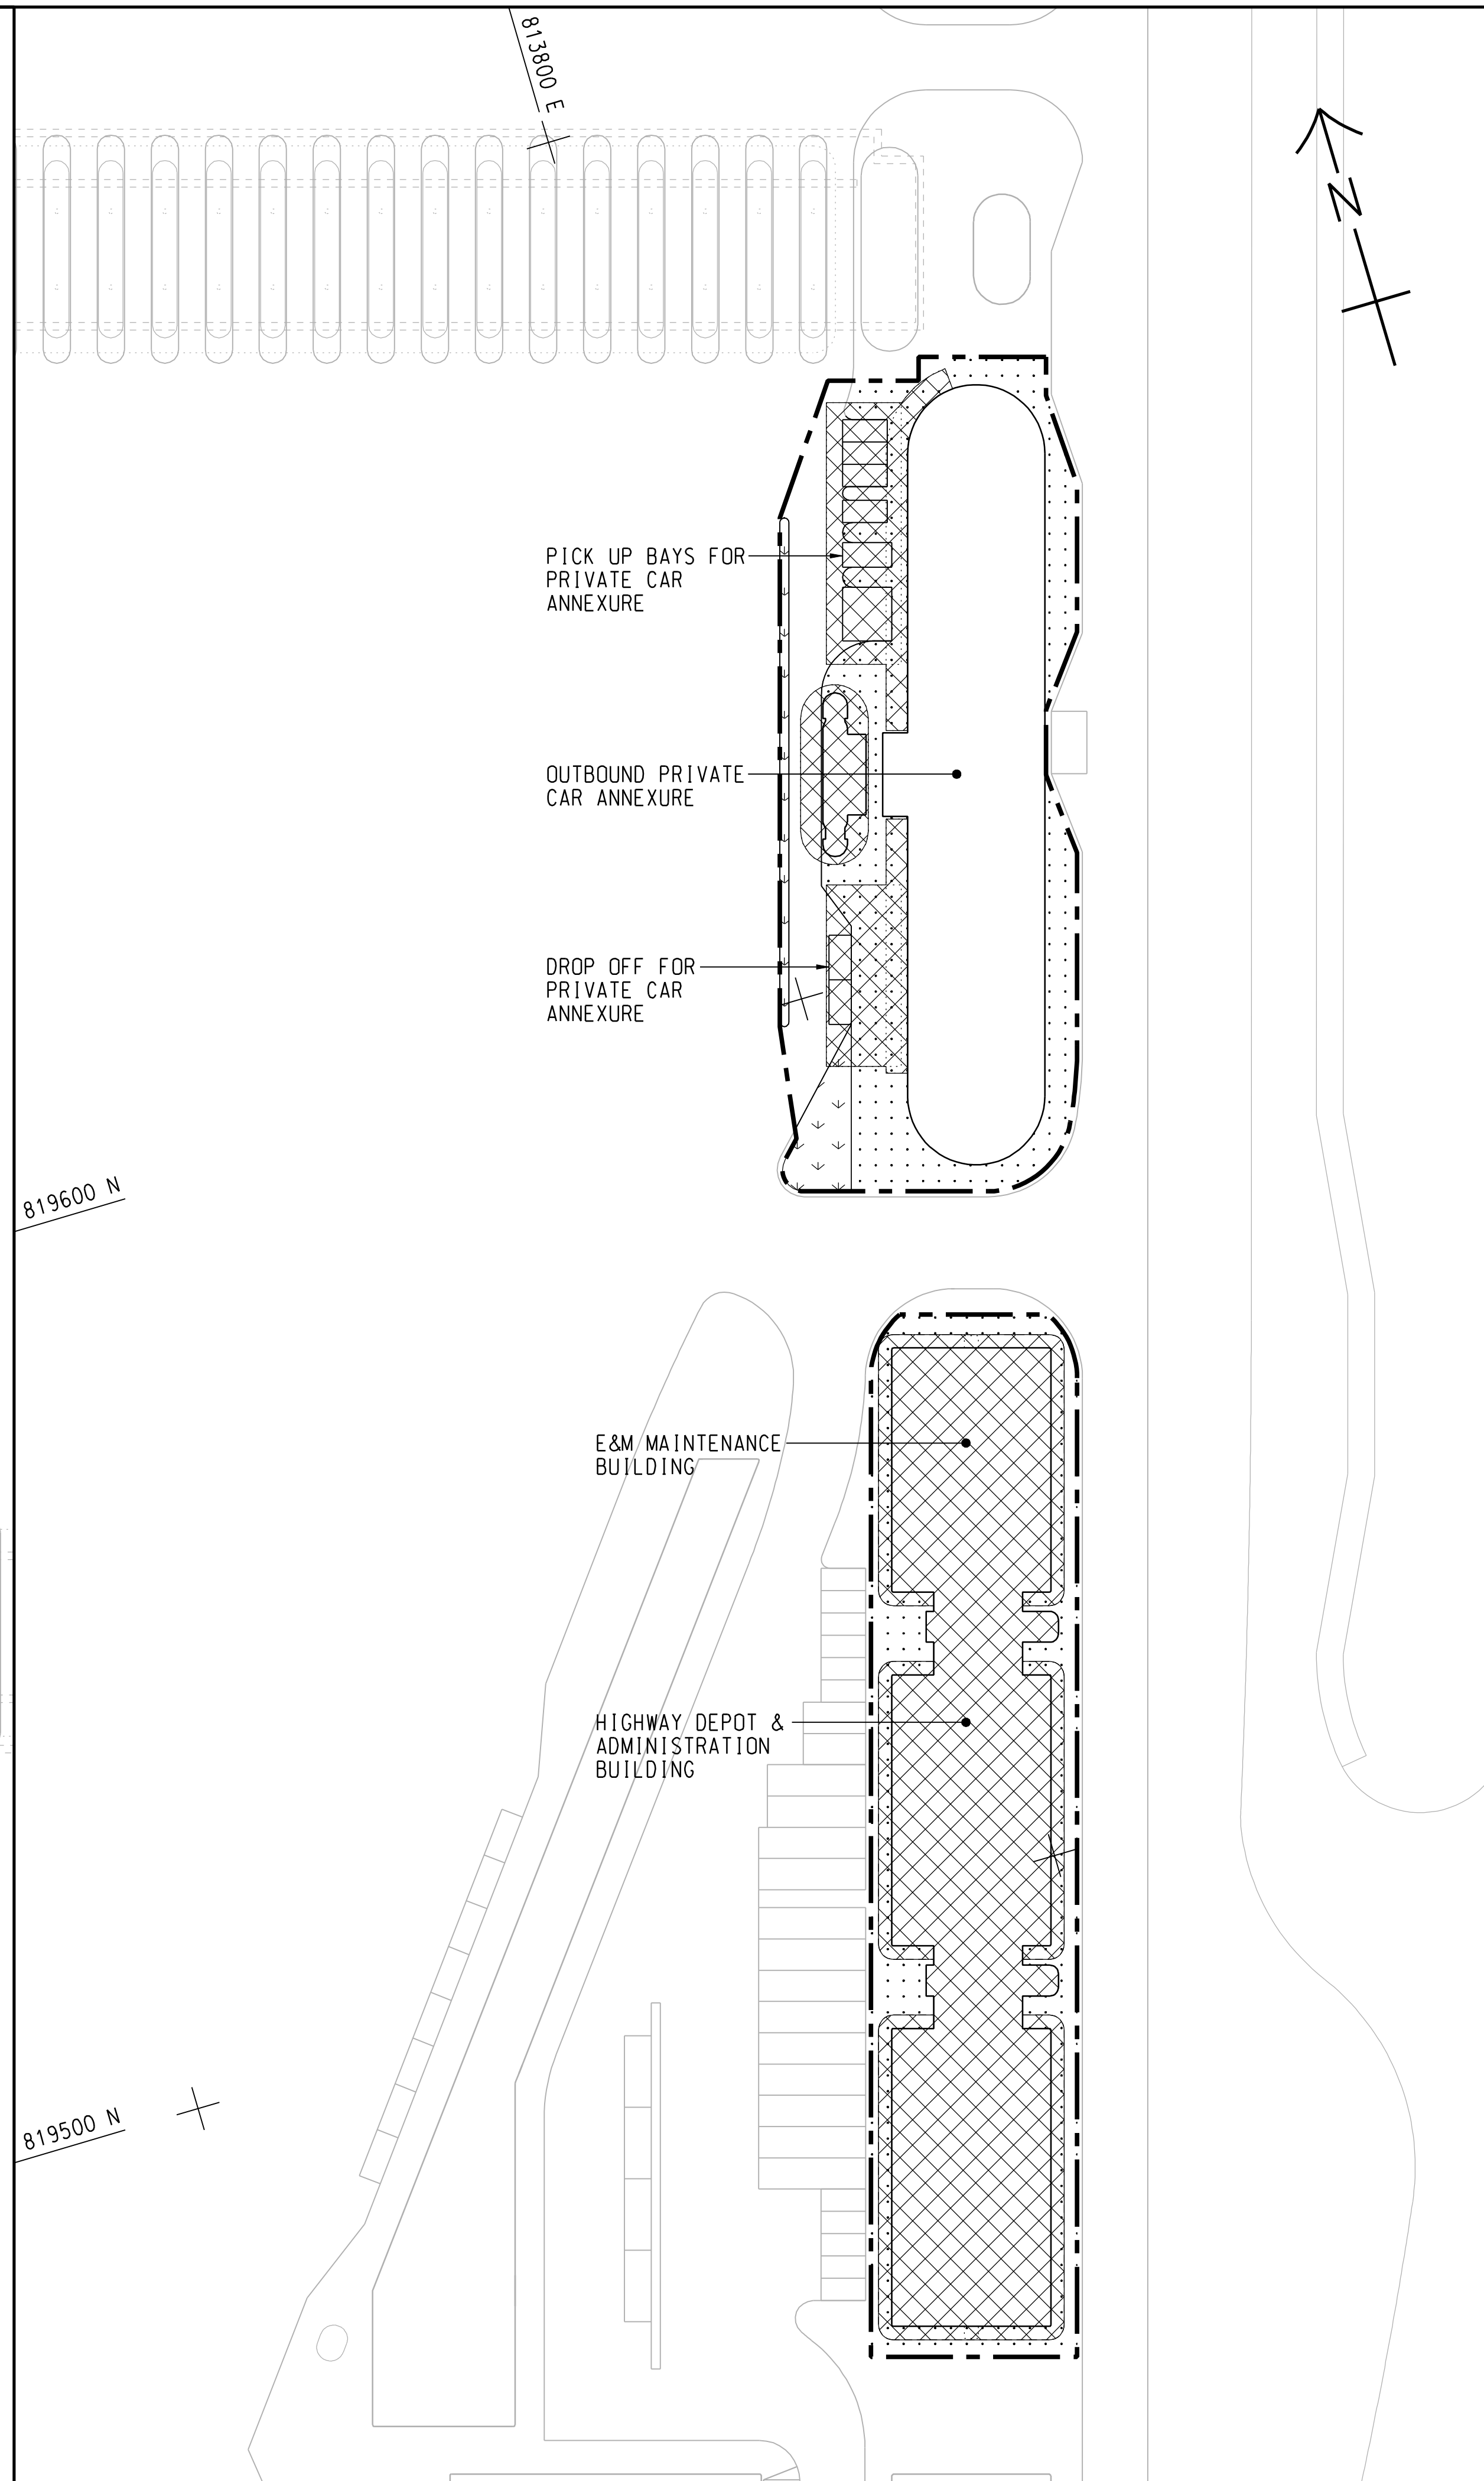 813800 E
N
PICK UP BAYS FOR
PRIVATE CAR
ANNEXURE
OUTBOUND PRIVATE
CAR ANNEXURE
DROP OFF FOR
PRIVATE CAR
ANNEXURE
819600 N
E&M MAINTENANCE
BUILDING
HIGHWAY DEPOT &
ADMINISTRATION
BUILDING
819500 N